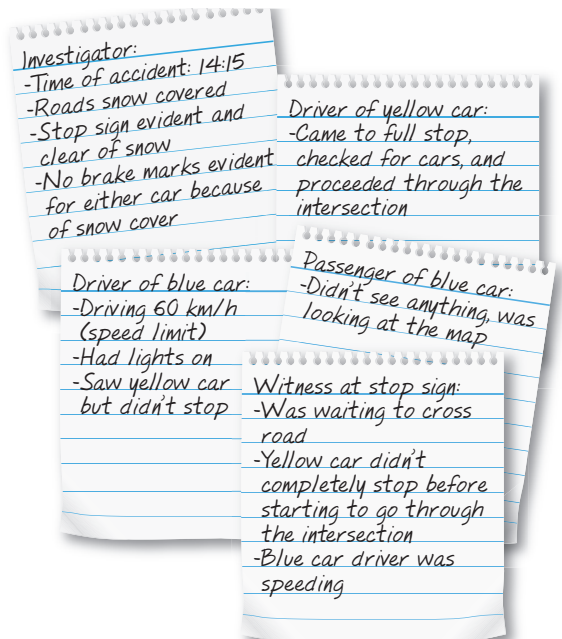 Investigator:
-Time of accident: 14:15
-Roads snow covered
-Stop sign evident and
clear of snow
-No brake marks evident
for either car because
of snow cover
Driver of yellow car:
-Came to full stop,
checked for cars, and
proceeded through the
intersection
Driver of blue car:
-Driving 60 km/h
(speed limit)
-Had lights on
-Saw yellow car
but didn't stop
Passenger of blue car:
-Didn't see anything, was
looking at the map
Witness at stop sign:
-Was waiting to cross
road
-Yellow car didn't
completely stop before
starting to go through
the intersection
-Blue car driver was
speeding